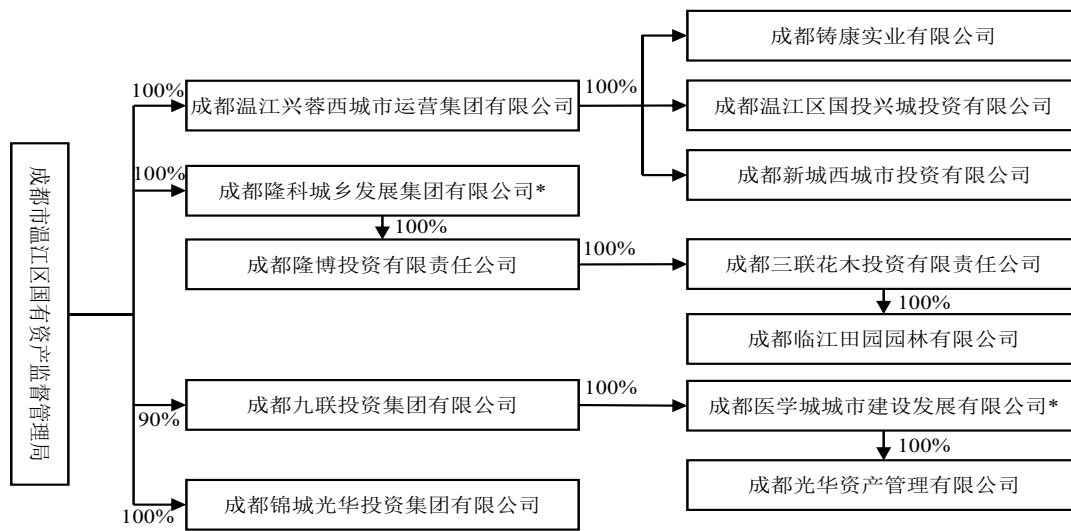 成都铸康实业有限公司
100%
100%
成都温江兴蓉西城市运营集团有限公司
成都温江区国投兴城投资有限公司
成都市温江区国有资产监督管理局
100%
成都隆科城乡发展集团有限公司*
成都新城西城市投资有限公司
100%
成都隆博投资有限责任公司
100%
成都三联花木投资有限责任公司
100%
成都临江田园园林有限公司
90%
成都九联投资集团有限公司
100%
成都医学城城市建设发展有限公司*
100%
成都光华资产管理有限公司
100%
成都锦城光华投资集团有限公司